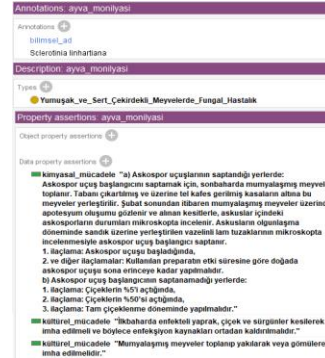 Annotations: ayva_monilyasi
Annotations
bilimsel_ad
Sclerotinia linhartiana
Description: ayva_monilyasi
Types
Yumuşak_ve_Sert_Çekirdekli_Meyvelerde_Fungal_Hastalık
Property assertions: ayva_monilyasi
Object property assertions
Data property assertions
kimyasal_mücadele "a) Askospor uçuşlarının saptandığı yerlerde:
Askospor uçuş başlangıcını saptamak için, sonbaharda mumyalaşmış meyvel
toplanır. Tabanı çıkartılmış ve üzerine tel kafes gerilmiş kasaların altına bu
meyveler yerleştirilir. Şubat sonundan itibaren mumyalaşmış meyveler üzerind
apotesyum oluşumu gözlenir ve alınan kesitlerle, askuslar içindeki
askosporların durumları mikroskopta incelenir. Askusların olgunlaşma
döneminde sandık üzerine yerleştirilen vazelinli lam tuzaklarının mikroskopta
incelenmesiyle askospor uçuş başlangıcı saptanır.
1. ilaçlama: Askospor uçuşu başladığında,
2. ve diğer ilaçlamalar: Kullanılan preparatın etki süresine göre doğada
askospor uçuşu sona erinceye kadar yapılmalıdır.
b) Askospor uçuş başlangıcının saptanamadığı yerlerde:
1. ilaçlama: Çiçeklerin %5'i açtığında,
2. ilaçlama: Çiçeklerin %50'si açtığında,
3. ilaçlama: Tam çiçeklenme döneminde yapılmalıdır."
kültürel_mücadele "İlkbaharda enfekteli yaprak, çiçek ve sürgünler kesilerek
imha edilmeli ve böylece enfeksiyon kaynakları ortadan kaldırılmalıdır."
kültürel_mücadele "Mumyalaşmış meyveler toplanıp yakılarak veya gömülere
imha edilmelidir."